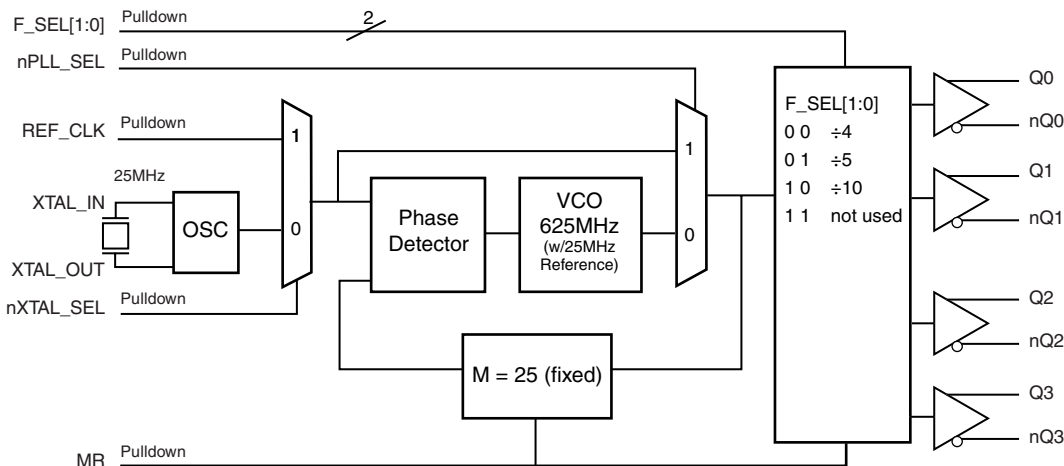 F_SEL[1:0] Pulldown 2
nPLL_SEL Pulldown
REF_CLK Pulldown
25MHz
XTAL_IN
XTAL_OUT
OSC
nXTAL_SEL Pulldown
1
0
Phase
Detector
VCO
625MHz
(w/25MHz
Reference)
1
0
M = 25 (fixed)
MR Pulldown
F_SEL[1:0]
0 0 ÷4
0 1 ÷5
1 0 ÷10
1 1 not used
Q0
nQ0
Q1
nQ1
Q2
nQ2
Q3
nQ3